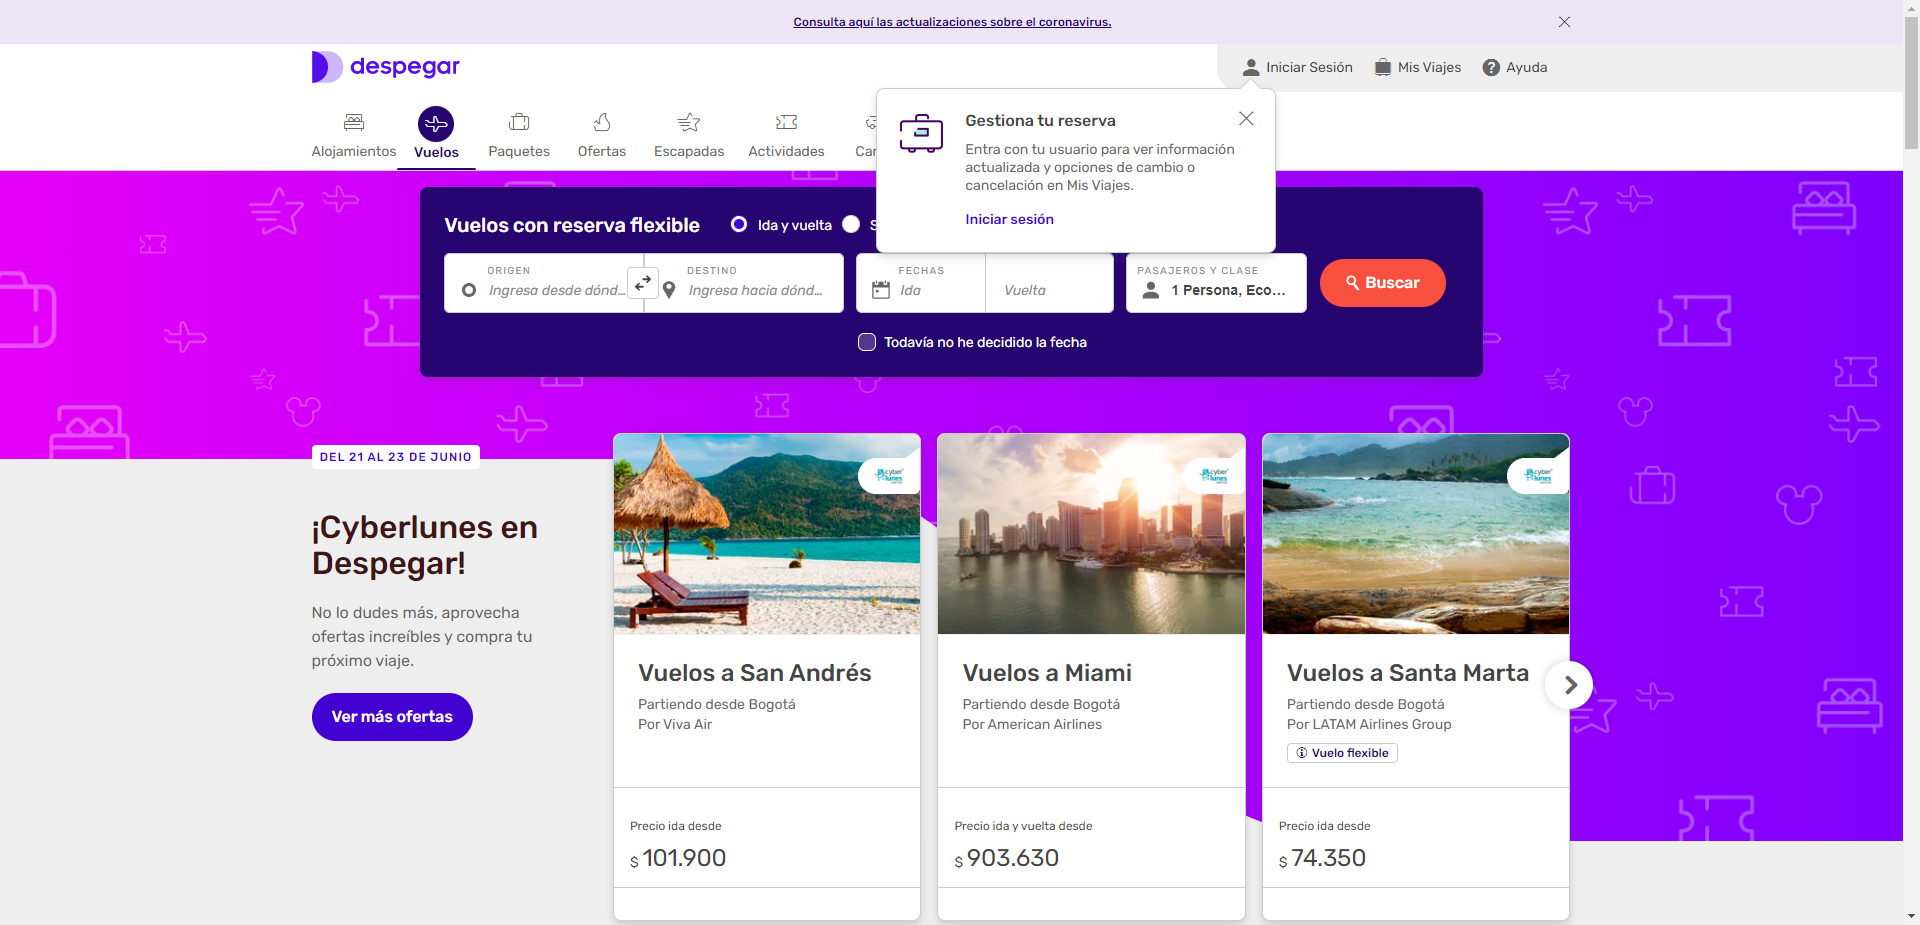 Consulta aquí las actualizaciones sobre el coronavirus.
despegar
Iniciar Sesión
Mis Viajes
Ayuda
Alojamientos
Vuelos
Paquetes
Ofertas
Escapadas
Actividades
Gestiona tu reserva
Entra con tu usuario para ver información
actualizada y opciones de cambio o
cancelación en Mis Viajes.
Iniciar sesión
Vuelos con reserva flexible
Ida y vuelta
ORIGEN
Ingresa desde dónd...
DESTINO
Ingresa hacia dónd...
FECHAS
Ida
Vuelta
PASAJEROS Y CLASE
1 Persona, Eco...
Buscar
Todavía no he decidido la fecha
DEL 21 AL 23 DE JUNIO
¡Cyberlunes en
Despegar!
No lo dudes más, aprovecha
ofertas increíbles y compra tu
próximo viaje.
Ver más ofertas
cyber
lunes
Vuelos a San Andrés
Partiendo desde Bogotá
Por Viva Air
Precio ida desde
$ 101.900
cyber
lunes
Vuelos a Miami
Partiendo desde Bogotá
Por American Airlines
Precio ida y vuelta desde
$ 903.630
cyber
lunes
Vuelos a Santa Marta
Partiendo desde Bogotá
Por LATAM Airlines Group
Vuelo flexible
Precio ida desde
$ 74.350